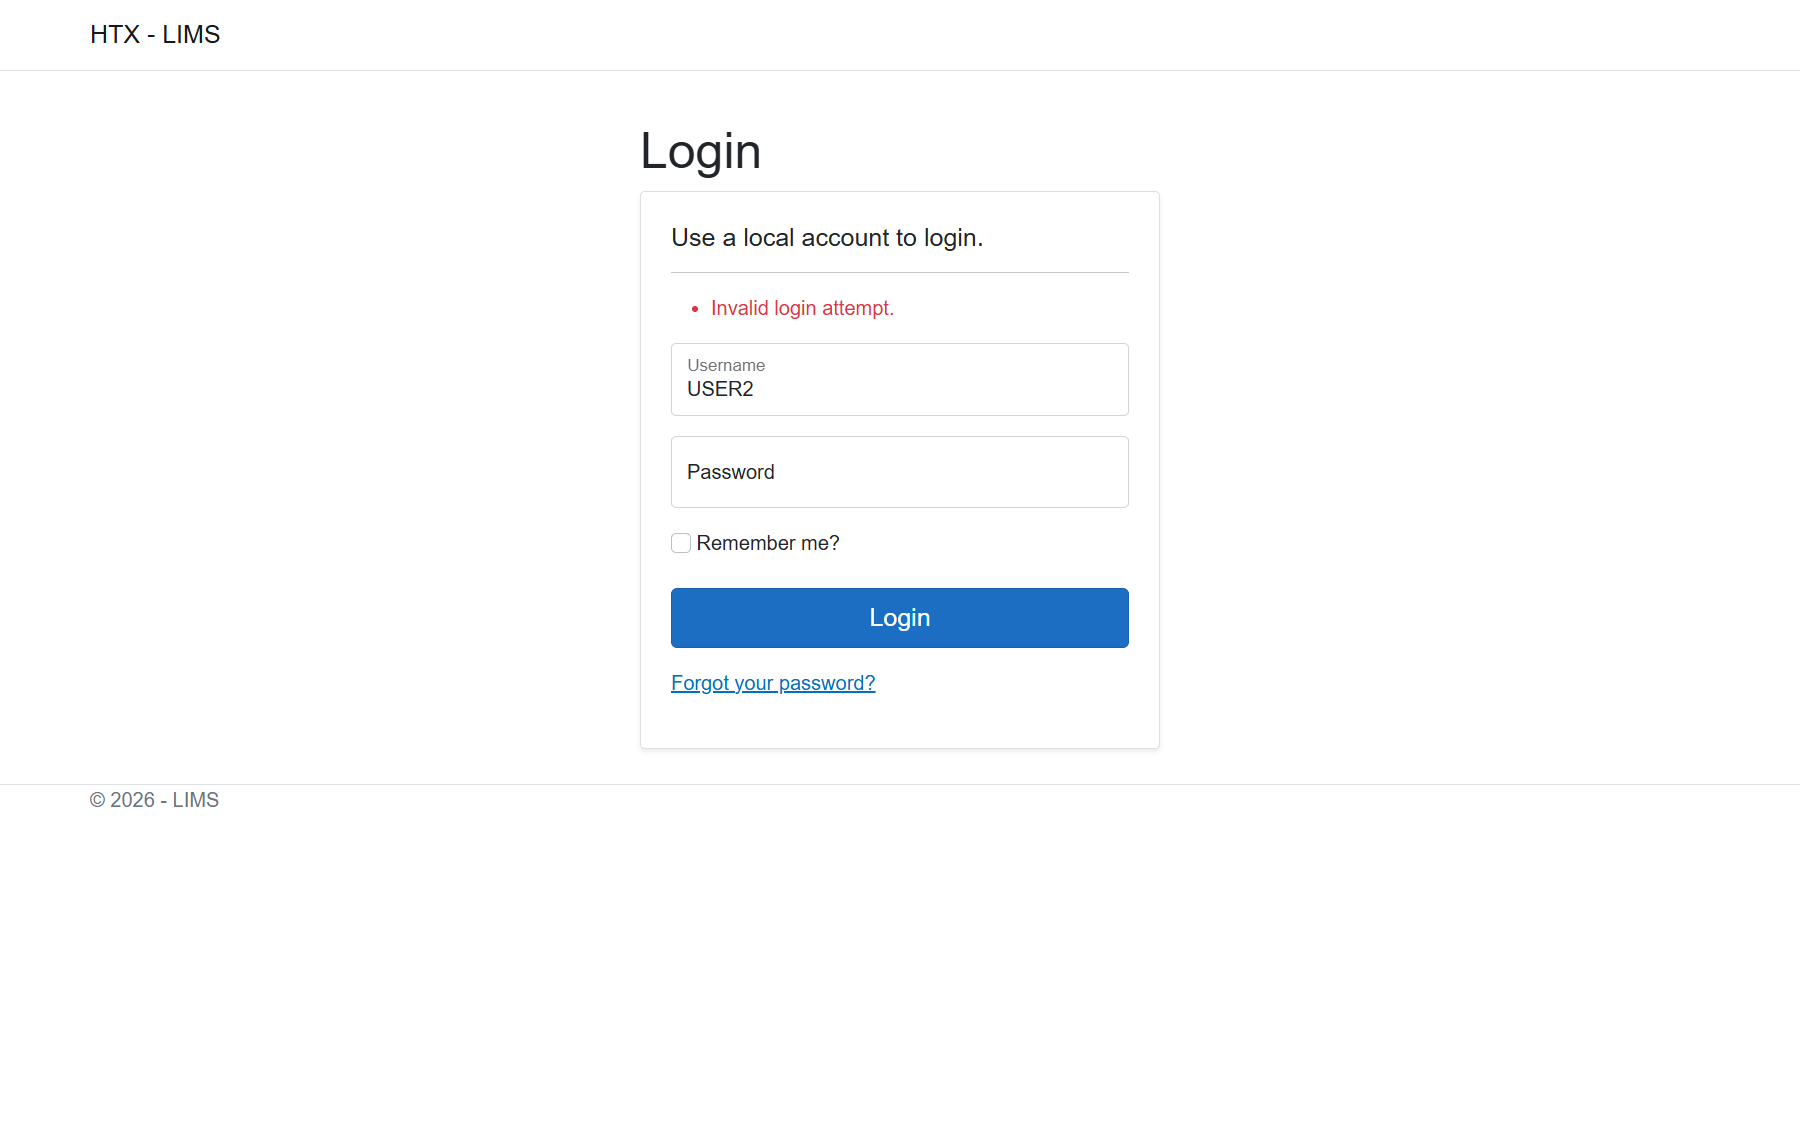 HTX - LIMS
Login
Use a local account to login.
Invalid login attempt.
Username
USER2
Password
Remember me?
Login
Forgot your password?
© 2026 - LIMS